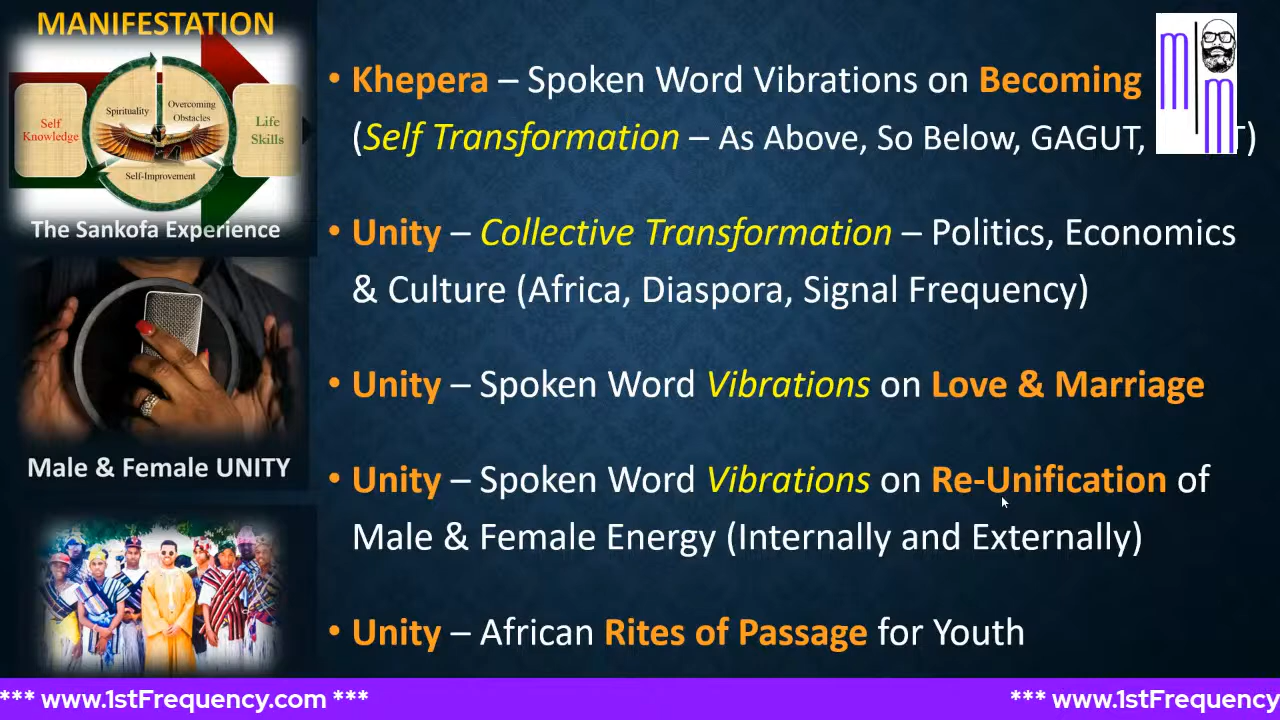 MANIFESTATION
Self
Knowledge
Spirituality
Overcoming
Obstacles
Self-Improvement
Life
Skills
The Sankofa Experience
Male & Female UNITY
• Khepera – Spoken Word Vibrations on Becoming
(Self Transformation – As Above, So Below, GAGUT, T)
m m
• Unity – Collective Transformation – Politics, Economics
& Culture (Africa, Diaspora, Signal Frequency)
• Unity – Spoken Word Vibrations on Love & Marriage
• Unity – Spoken Word Vibrations on Re-Unification of
Male & Female Energy (Internally and Externally)
• Unity – African Rites of Passage for Youth
*** www.1stFrequency.com *** *** www.1stFrequency